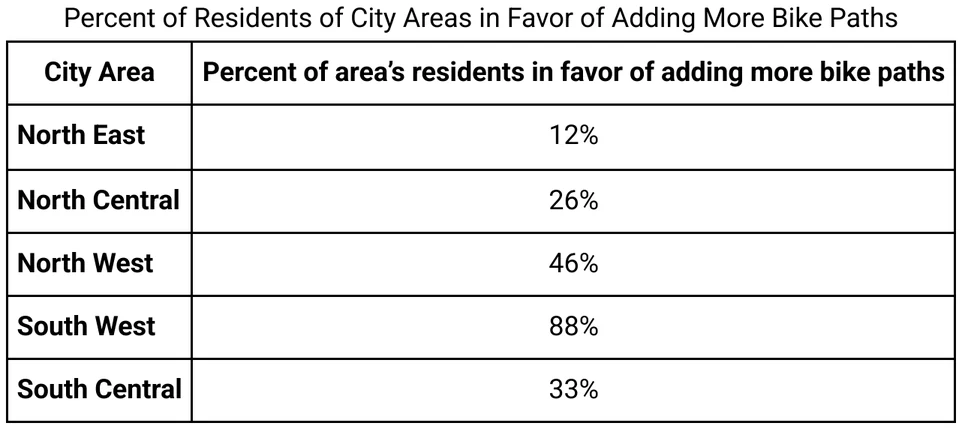 Percent of Residents of City Areas in Favor of Adding More Bike Paths
City Area Percent of area's residents in favor of adding more bike paths
North East 12%
North Central 26%
North West 46%
South West 88%
South Central 33%